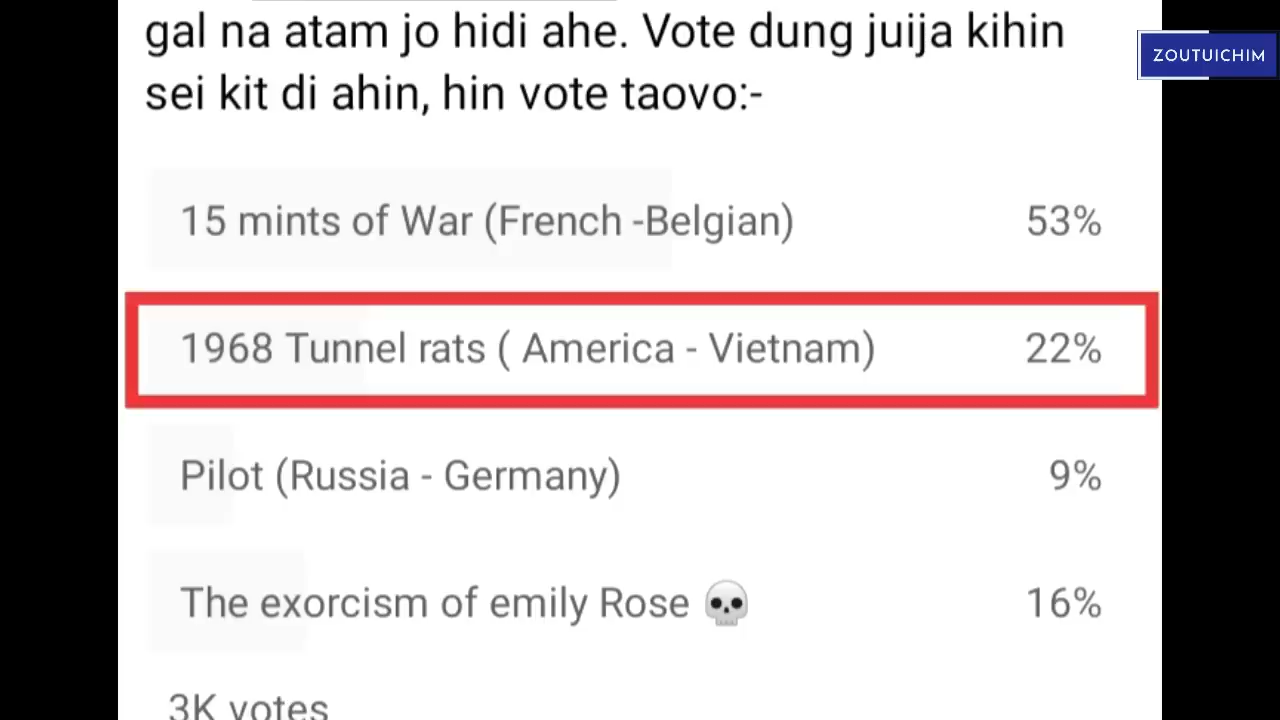 gal na atam jo hidi ahe. Vote dung juija kihin
ZOUTUICHIM
sei kit di ahin, hin vote taovo:-
15 mints of War (French -Belgian) 53%
1968 Tunnel rats ( America - Vietnam) 22%
Pilot (Russia - Germany) 9%
The exorcism of emily Rose 💀 16%
3K votes